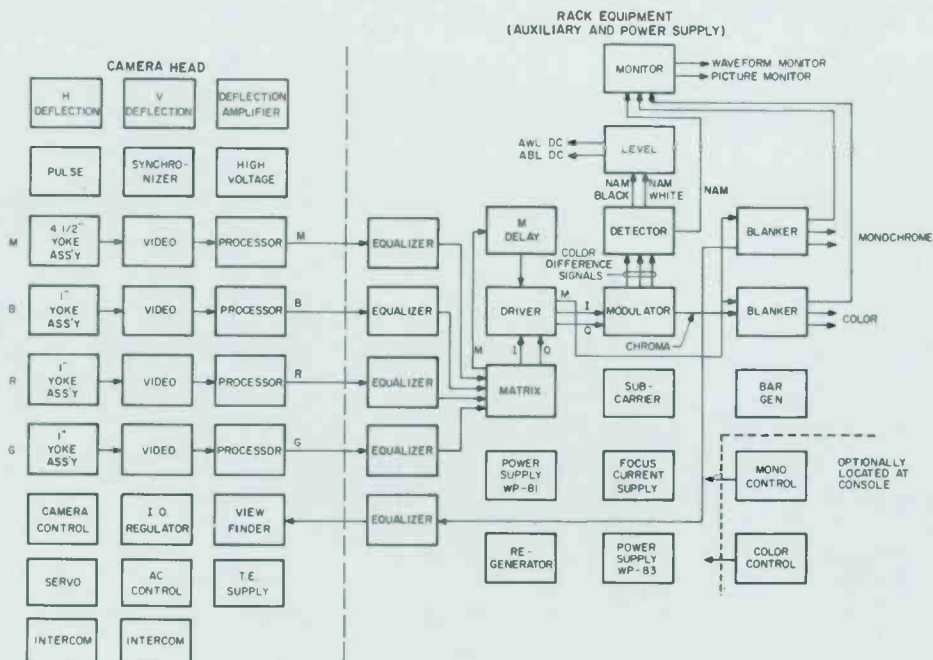 RACK EQUIPMENT
(AUXILIARY AND POWER SUPPLY)
CAMERA HEAD
H
DEFLECTION
V
DEFLECTION
DEFLECTION
AMPLIFIER
MONITOR
WAVEFORM MONITOR
PICTURE MONITOR
PULSE
SYNCHRO-
NIZER
HIGH
VOLTAGE
AWL DC
ABL DC
LEVEL
NAM
BLACK
NAM
WHITE
NAM
M
4 1/2"
YOKE
ASS'Y
VIDEO
PROCESSOR
M
EQUALIZER
M
DELAY
DETECTOR
BLANKER
MONOCHROME
COLOR
DIFFERENCE
SIGNALS
B
1"
YOKE
ASS'Y
VIDEO
PROCESSOR
B
EQUALIZER
DRIVER
M
I
Q
MODULATOR
CHROMA
BLANKER
COLOR
M
I
Q
R
1"
YOKE
ASS'Y
VIDEO
PROCESSOR
R
EQUALIZER
MATRIX
SUB-
CARRIER
BAR
GEN
G
1"
YOKE
ASS'Y
VIDEO
PROCESSOR
G
EQUALIZER
POWER
SUPPLY
WP-81
FOCUS
CURRENT
SUPPLY
MONO
CONTROL
OPTIONALLY
LOCATED AT
CONSOLE
CAMERA
CONTROL
I O
REGULATOR
VIEW
FINDER
EQUALIZER
RE-
GENERATOR
POWER
SUPPLY
WP-83
COLOR
CONTROL
SERVO
AC
CONTROL
T.E.
SUPPLY
INTERCOM
INTERCOM